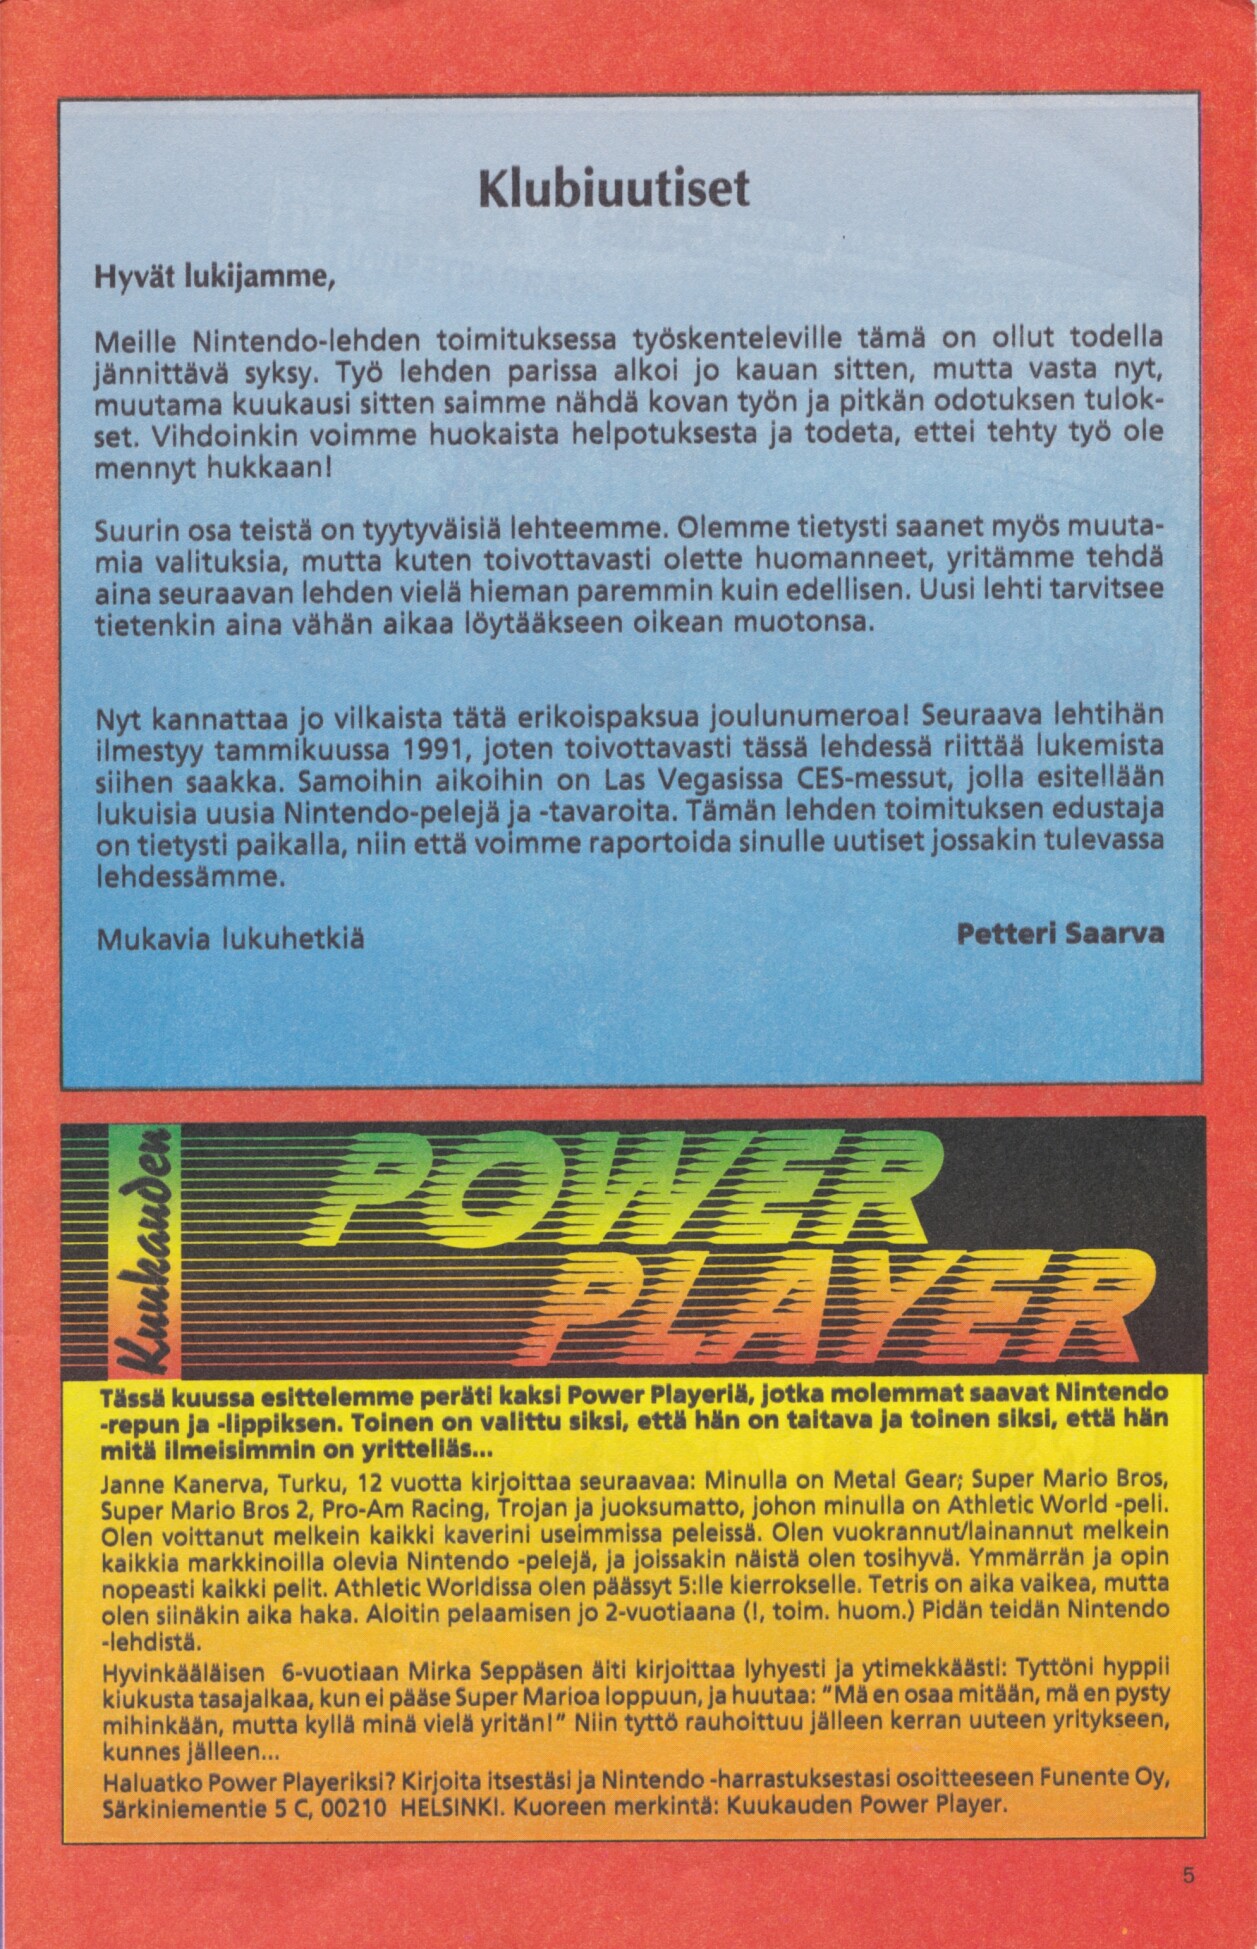 Klubiuutiset
Hyvät lukijamme,
Meille Nintendo-lehden toimituksessa työskenteleville tämä on ollut todella
jännittävä syksy. Työ lehden parissa alkoi jo kauan sitten, mutta vasta nyt,
muutama kuukausi sitten saimme nähdä kovan työn ja pitkän odotuksen tulok-
set. Vihdoinkin voimme huokaista helpotuksesta ja todeta, ettei tehty työ ole
mennyt hukkaan!
Suurin osa teistä on tyytyväisiä lehteemme. Olemme tietysti saanet myös muuta-
mia valituksia, mutta kuten toivottavasti olette huomanneet, yritämme tehdä
aina seuraavan lehden vielä hieman paremmin kuin edellisen. Uusi lehti tarvitsee
tietenkin aina vähän aikaa löytääkseen oikean muotonsa.
Nyt kannattaa jo vilkaista tätä erikoispaksua joulunumeroa! Seuraava lehtihän
ilmestyy tammikuussa 1991, joten toivottavasti tässä lehdessä riittää lukemista
siihen saakka. Samoihin aikoihin on Las Vegasissa CES-messut, jolla esitellään
lukuisia uusia Nintendo-pelejä ja -tavaroita. Tämän lehden toimituksen edustaja
on tietysti paikalla, niin että voimme raportoida sinulle uutiset jossakin tulevassa
lehdessämme.
Mukavia lukuhetkiä Petteri Saarva
Kuukauden
POWER
PLAYER
Tässä kuussa esittelemme peräti kaksi Power Playeriä, jotka molemmat saavat Nintendo
-repun ja -lippiksen. Toinen on valittu siksi, että hän on taitava ja toinen siksi, että hän
mitä ilmeisimmin on yritteliäs...
Janne Kanerva, Turku, 12 vuotta kirjoittaa seuraavaa: Minulla on Metal Gear; Super Mario Bros,
Super Mario Bros 2, Pro-Am Racing, Trojan ja juoksumatto, johon minulla on Athletic World -peli.
Olen voittanut melkein kaikki kaverini useimmissa peleissä. Olen vuokrannut/lainannut melkein
kaikkia markkinoilla olevia Nintendo -pelejä, ja joissakin näistä olen tosihyvä. Ymmärrän ja opin
nopeasti kaikki pelit. Athletic Worldissa olen päässyt 5:lle kierrokselle. Tetris on aika vaikea, mutta
olen siinäkin aika haka. Aloitin pelaamisen jo 2-vuotiaana (!, toim. huom.) Pidän teidän Nintendo
-lehdistä.
Hyvinkääläisen 6-vuotiaan Mirka Seppäsen äiti kirjoittaa lyhyesti ja ytimekkäästi: Tyttöni hyppii
kiukusta tasajalkaa, kun ei pääse Super Marioa loppuun, ja huutaa: ”Mä en osaa mitään, mä en pysty
mihinkään, mutta kyllä minä vielä yritän!” Niin tyttö rauhoittuu jälleen kerran uuteen yritykseen,
kunnes jälleen...
Haluatko Power Playeriksi? Kirjoita itsestäsi ja Nintendo -harrastuksestasi osoitteeseen Funente Oy,
Särkiniementie 5 C, 00210 HELSINKI. Kuoreen merkintä: Kuukauden Power Player.
5